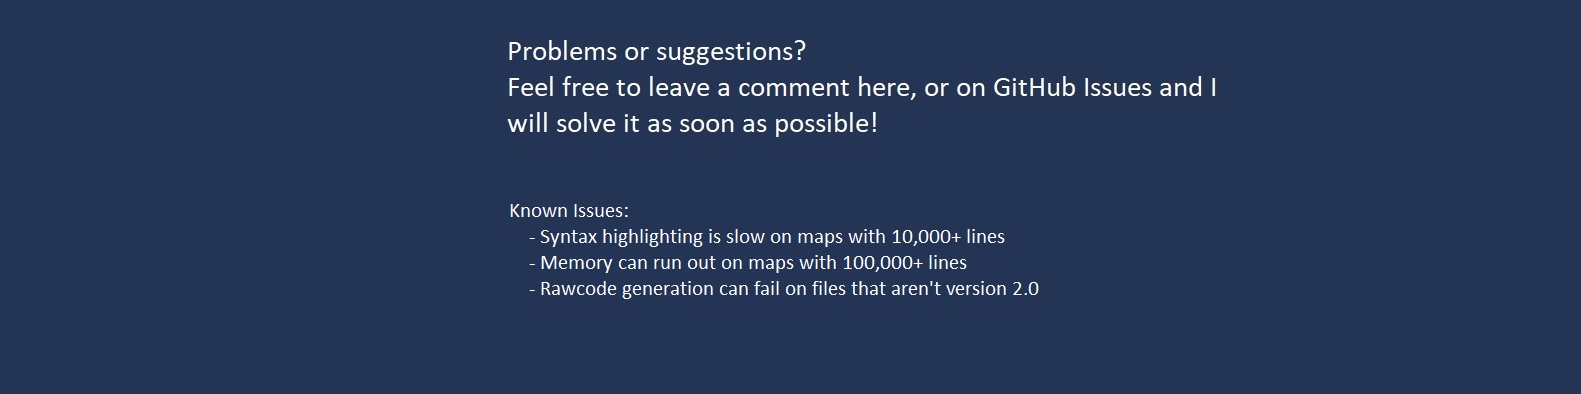 Problems or suggestions?
Feel free to leave a comment here, or on GitHub Issues and I
will solve it as soon as possible!
Known Issues:
- Syntax highlighting is slow on maps with 10,000+ lines
- Memory can run out on maps with 100,000+ lines
- Rawcode generation can fail on files that aren't version 2.0